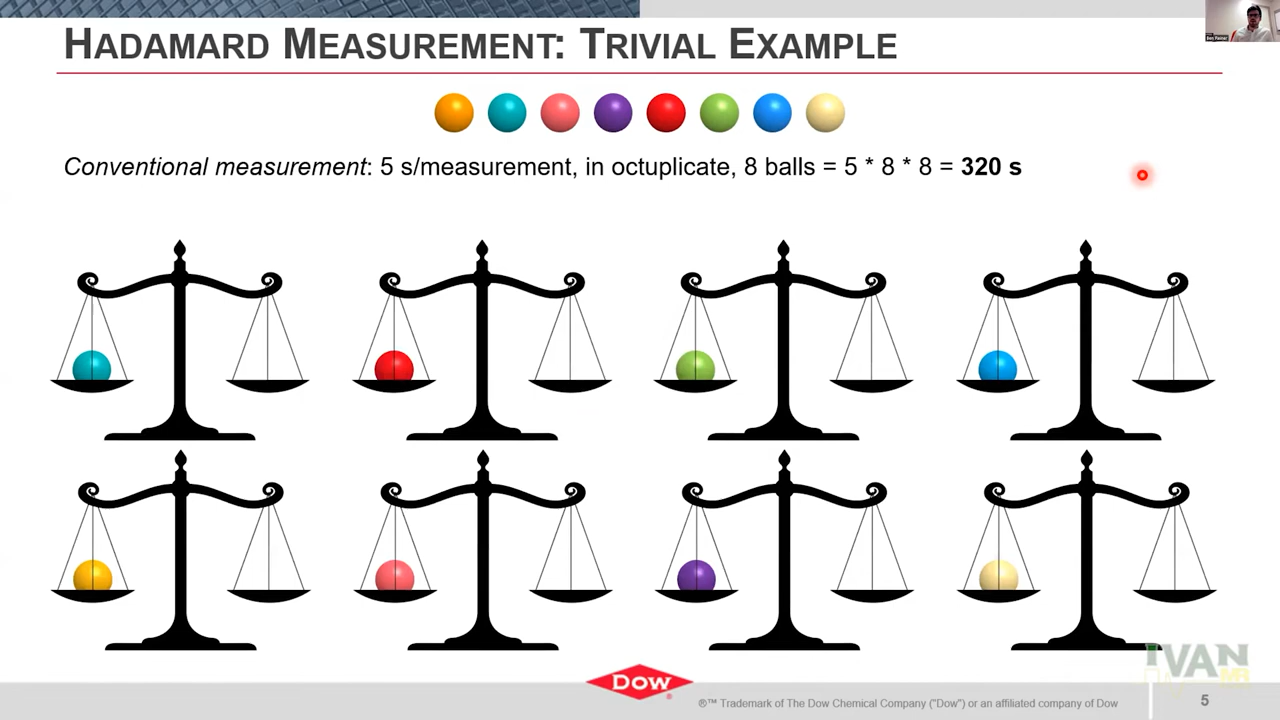 HADAMARD MEASUREMENT: TRIVIAL EXAMPLE
Conventional measurement: 5 s/measurement, in octuplicate, 8 balls = 5 * 8 * 8 = 320 s
Dow
®™ Trademark of The Dow Chemical Company ("Dow") or an affiliated company of Dow
IVAN
5